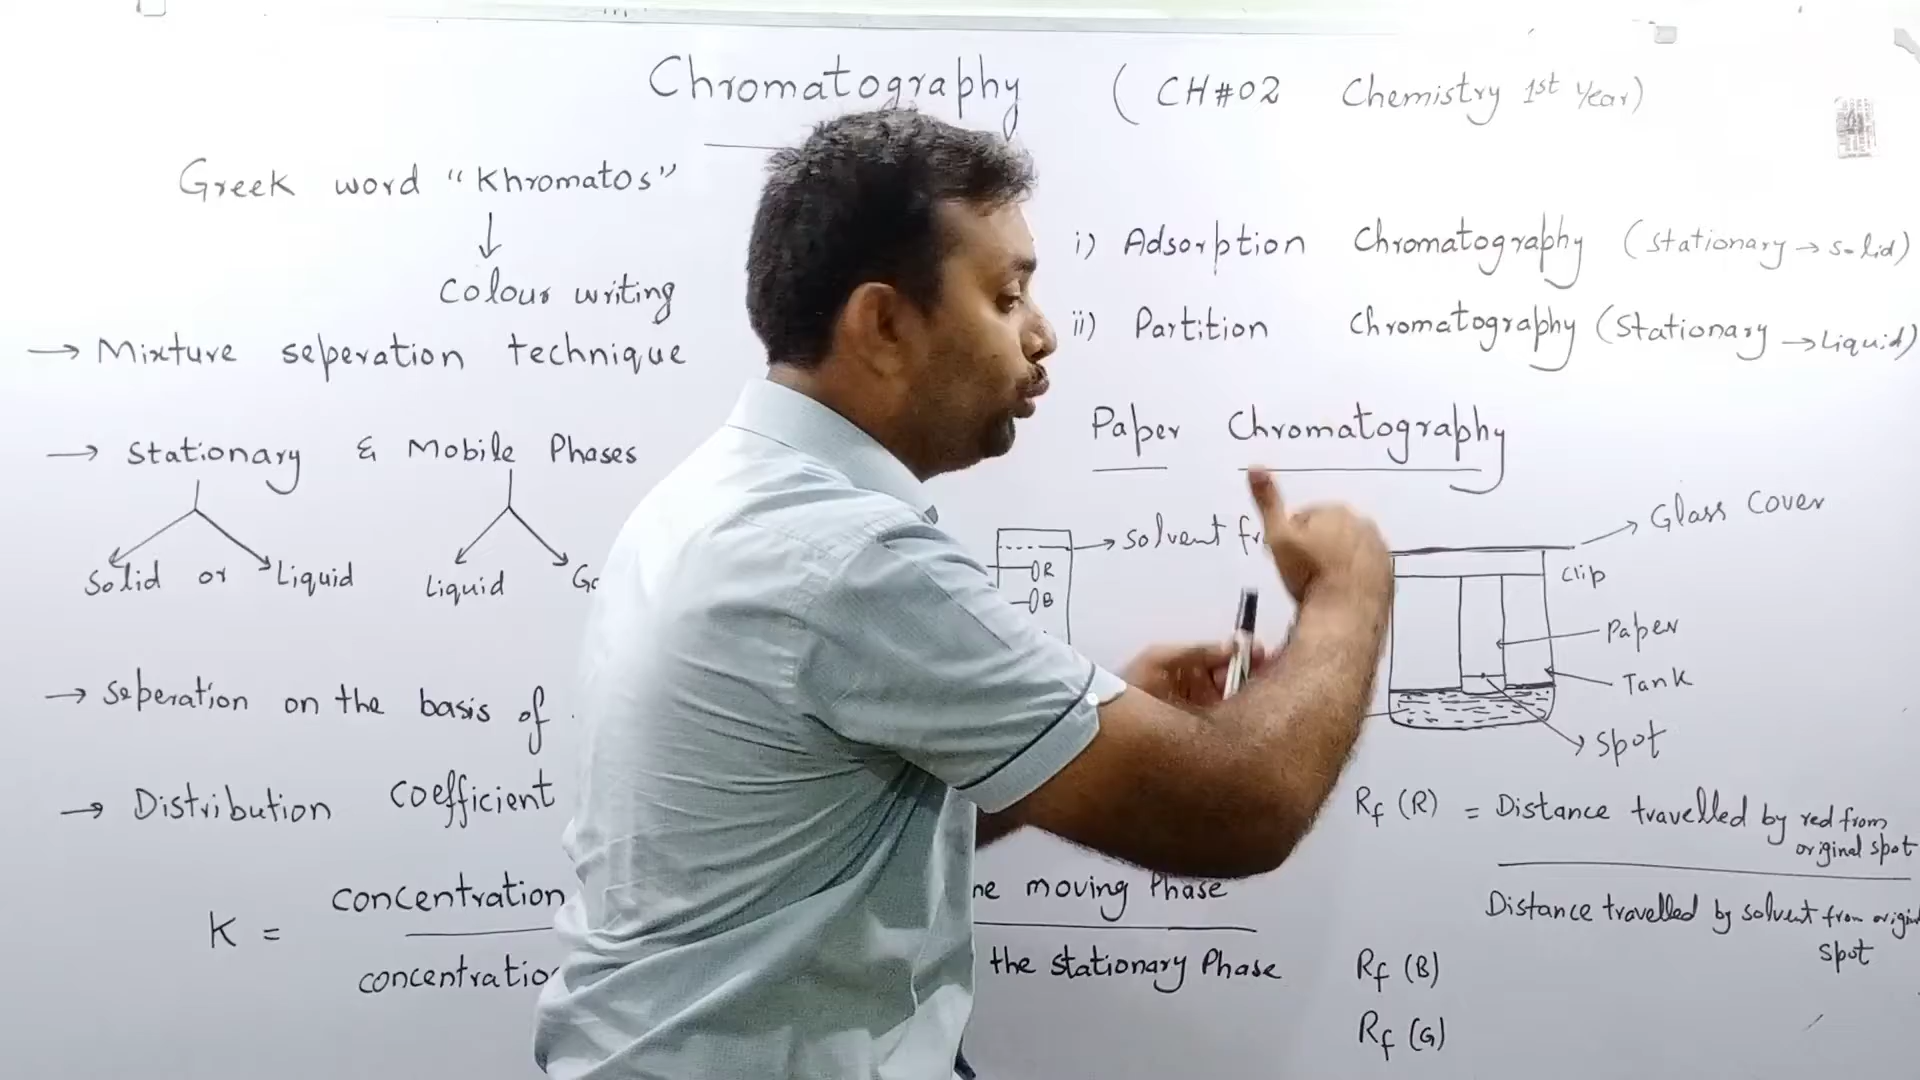 Chromatography (CH#02 Chemistry 1st Year)
Greek word "Khromatos"
Colour writing
→ Mixture seperation technique
→ Stationary & Mobile Phases
Solid or Liquid
Liquid
→ Seperation on the basis of
→ Distribution coefficient
K = concentration
moving Phase
the stationary Phase
i) Adsorption Chromatography (Stationary → Solid)
ii) Partition Chromatography (Stationary → Liquid)
Paper Chromatography
Solvent
R
B
Glass Cover
Clip
Paper
Tank
Spot
Rf (R) = Distance travelled by red from
original spot
Distance travelled by solvent from
spot
Rf (B)
Rf (G)